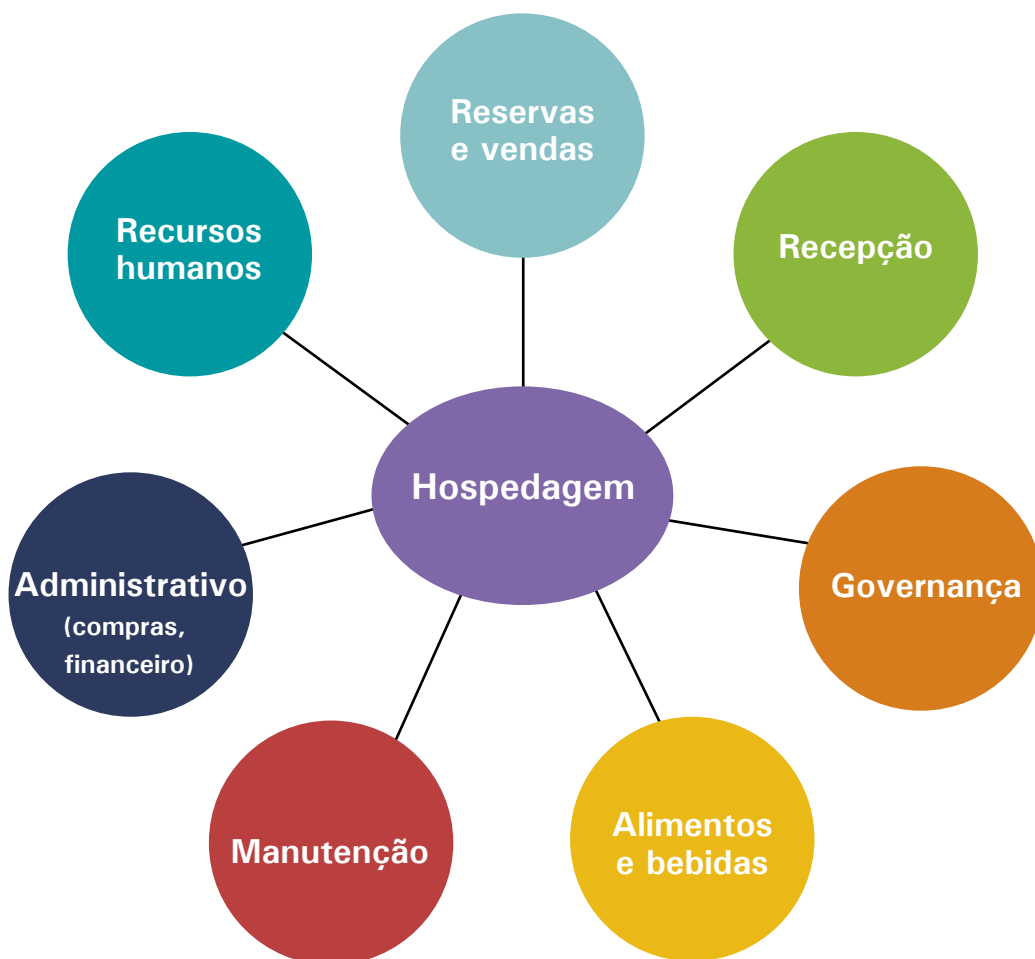 Reservas
e vendas
Recepção
Recursos
humanos
Hospedagem
Governança
Administrativo
(compras,
financeiro)
Alimentos
e bebidas
Manutenção